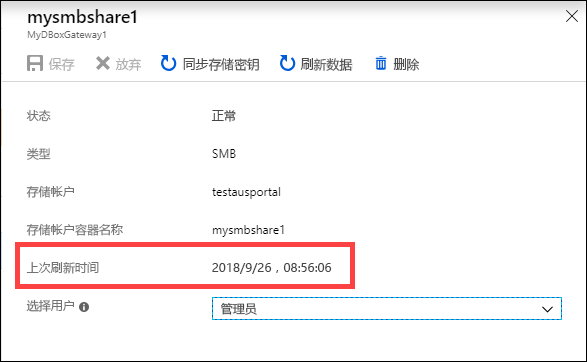 mysmbshare1
MyDBoxGateway1
保存 放弃 同步存储密钥 刷新数据 删除
状态 正常
类型 SMB
存储帐户 testausportal
存储帐户容器名称 mysmbshare1
上次刷新时间 2018/9/26，08:56:06
选择用户 管理员